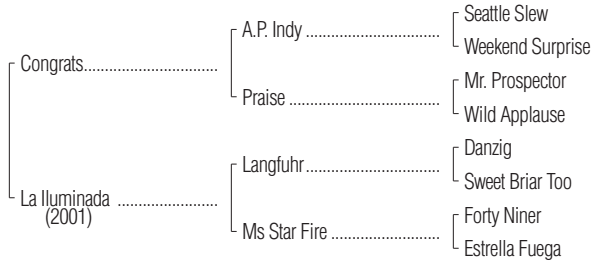 Seattle Slew
A.P. Indy
Weekend Surprise
Congrats
Mr. Prospector
Praise
Wild Applause
Danzig
Langfuhr
Sweet Briar Too
La Iluminada
(2001)
Forty Niner
Ms Star Fire
Estrella Fuega